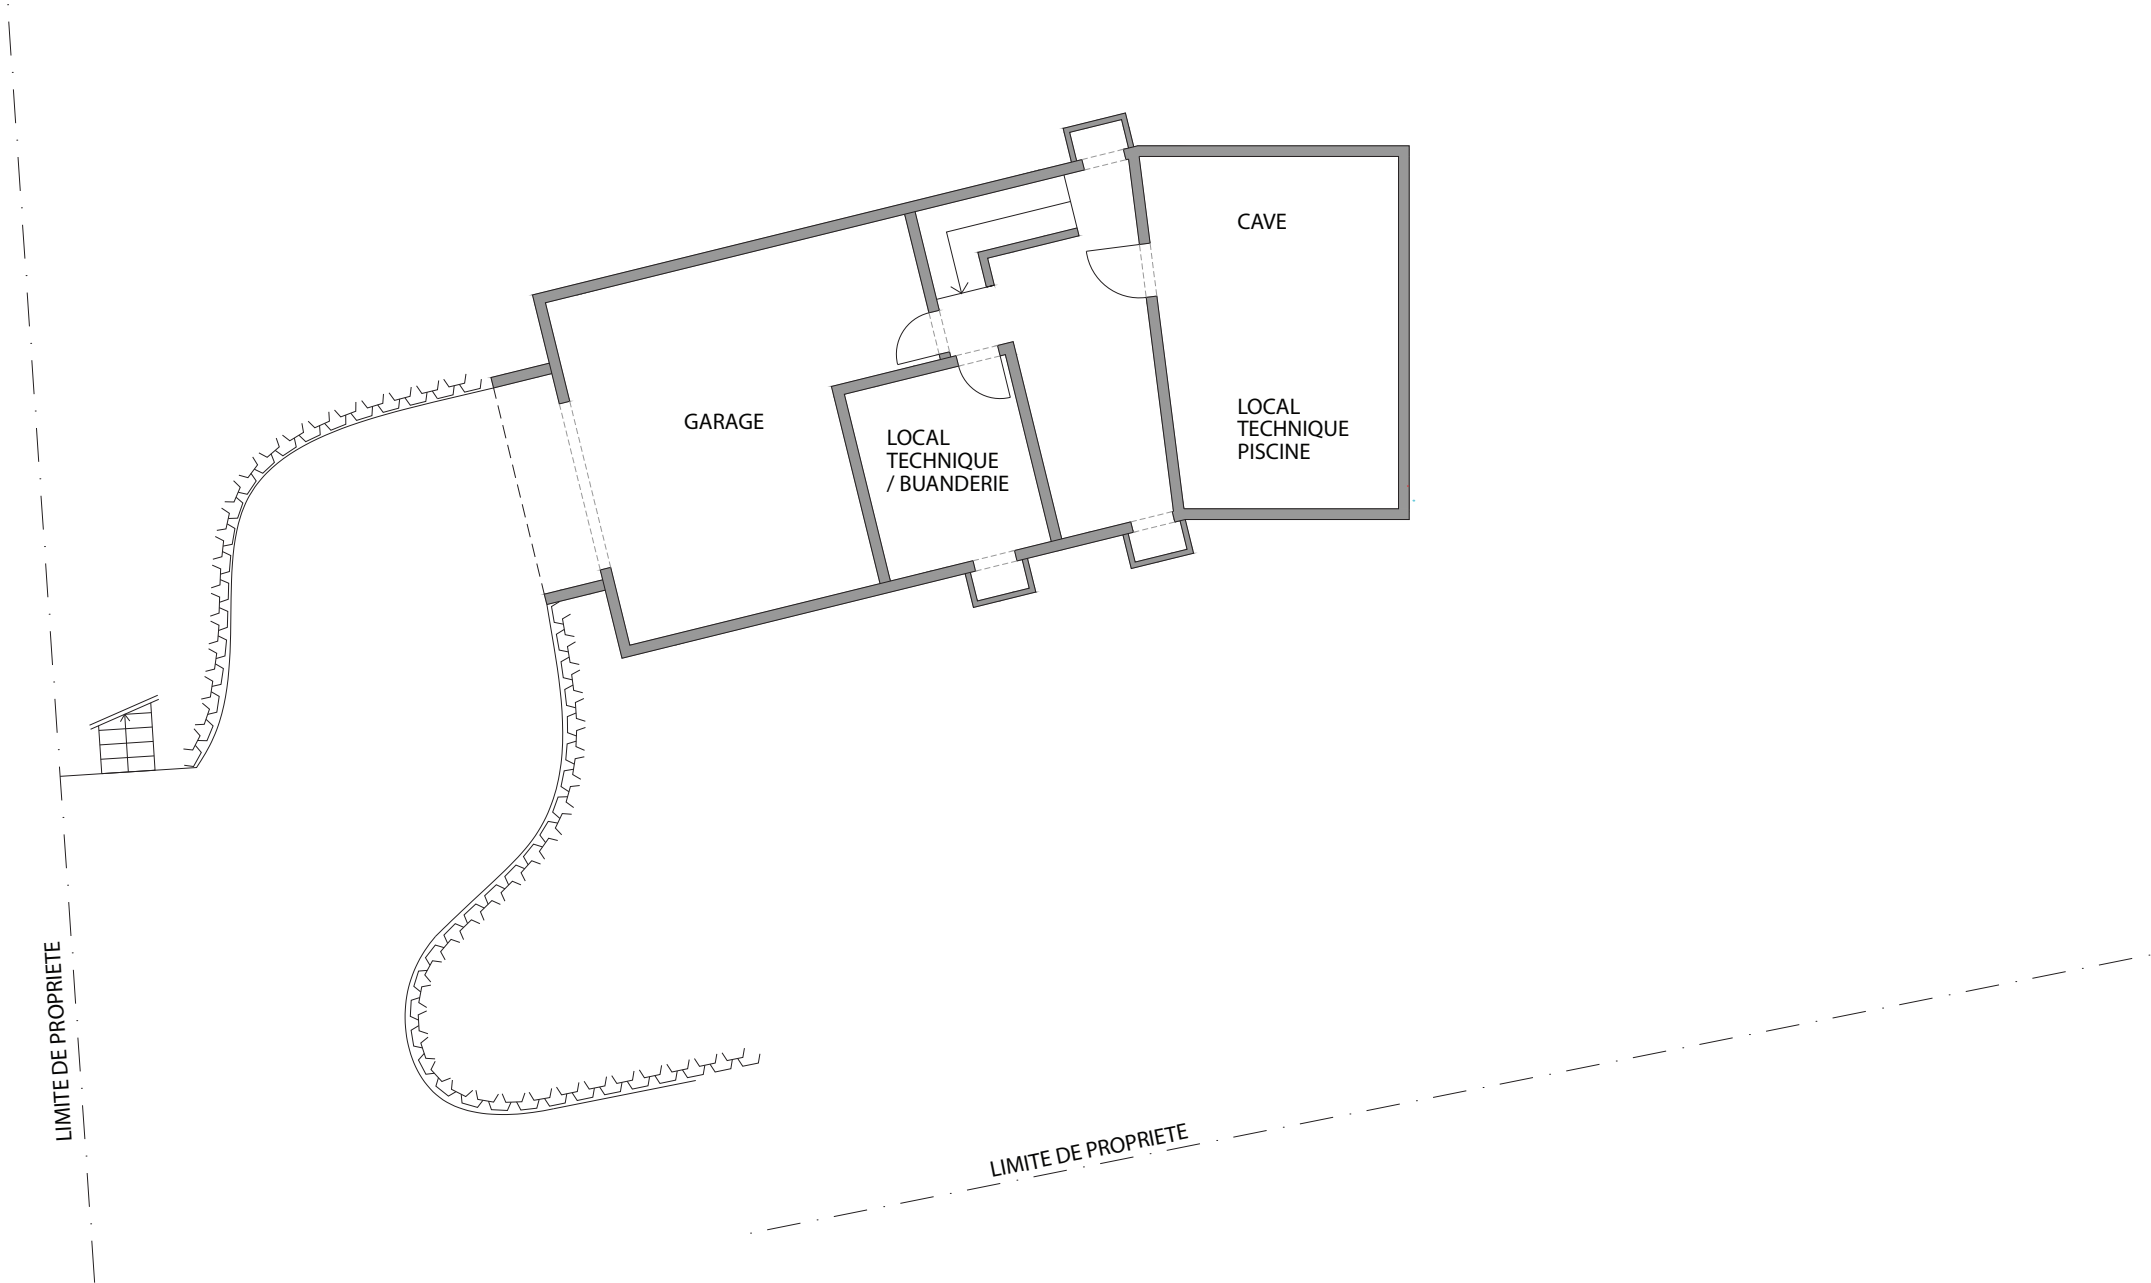 CAVE
LOCAL
TECHNIQUE
PISCINE
GARAGE
LOCAL
TECHNIQUE
/ BUANDERIE
LIMITE DE PROPRIETE
LIMITE DE PROPRIETE